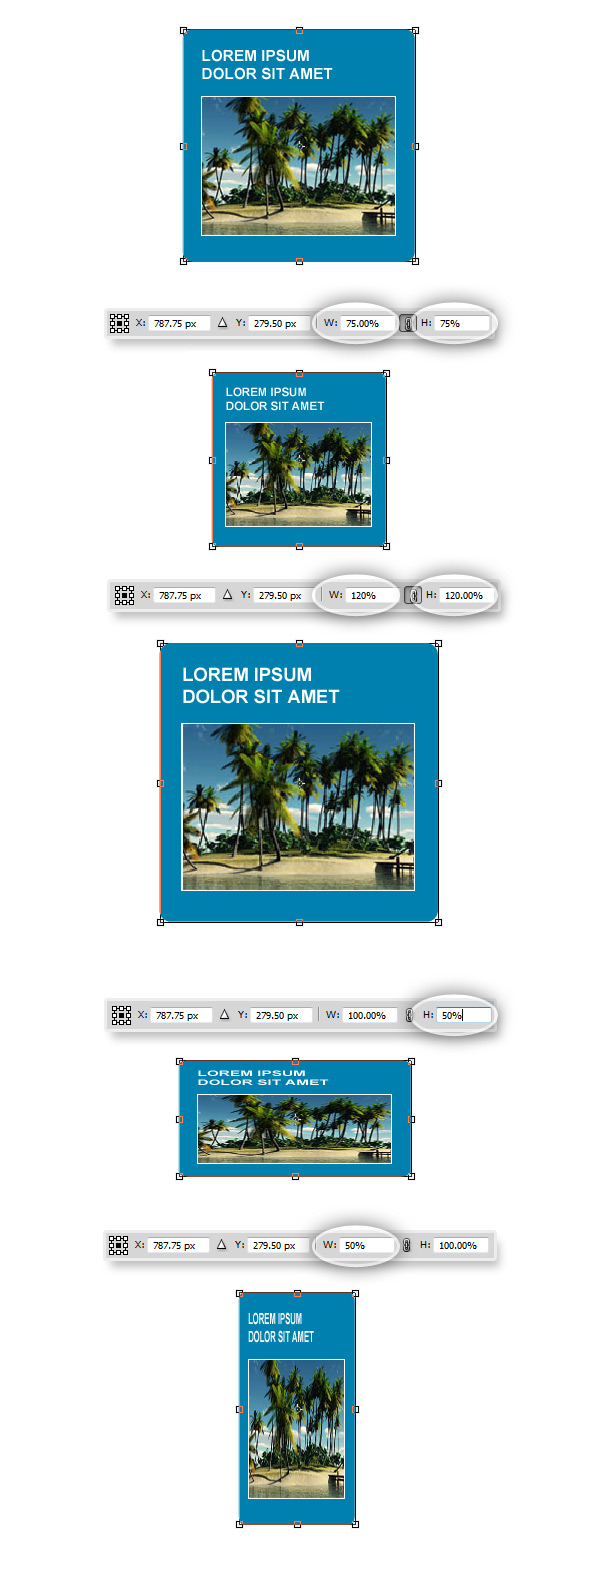 LOREM IPSUM
DOLOR SIT AMET
X: 787.75 px Y: 279.50 px W: 75.00% H: 75%
LOREM IPSUM
DOLOR SIT AMET
X: 787.75 px Y: 279.50 px W: 120% H: 120.00%
LOREM IPSUM
DOLOR SIT AMET
X: 787.75 px Y: 279.50 px W: 100.00% H: 50%
LOREM IPSUM
DOLOR SIT AMET
X: 787.75 px Y: 279.50 px W: 50% H: 100.00%
LOREM IPSUM
DOLOR SIT AMET